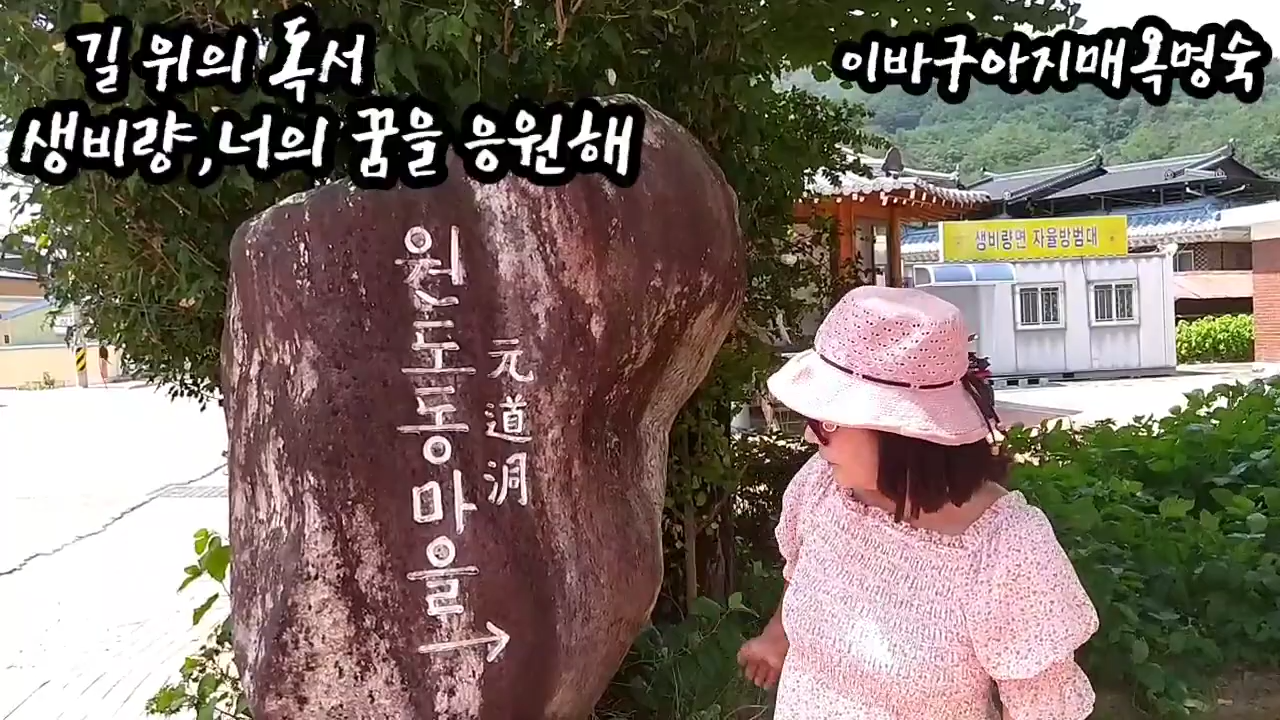 길 위의 독서
생비량,너의 꿈을 응원해
이바구아지매옥명숙
생비량면 자율방범대
원도동마을
元道洞
→